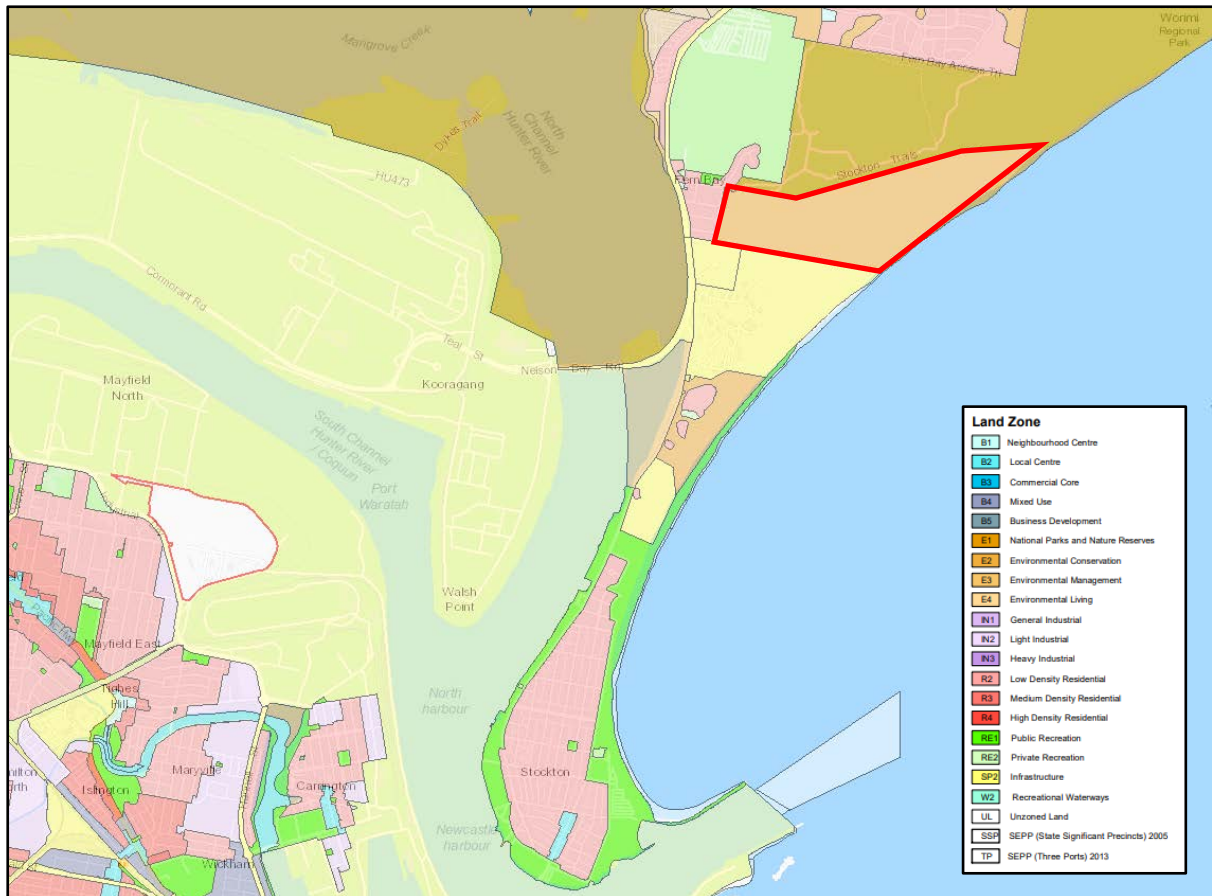 Worimi
Regional
Park
Mangrove Creek
Fern Bay Access Trl
North
Channel
Hunter River
Dykes Trail
Stockton Trails
HU473
Fern Bay
Cormorant Rd
Teal St
Nelson Bay Rd
Kooragang
Mayfield
North
South Channel
Hunter River
/ Coquun
Port
Waratah
Walsh
Point
Mayfield East
Tighes
Hill
North
harbour
Maryville
Carrington
Islington
Stockton
Newcastle
harbour
Wickham
Land Zone
B1 Neighbourhood Centre
B2 Local Centre
B3 Commercial Core
B4 Mixed Use
B5 Business Development
E1 National Parks and Nature Reserves
E2 Environmental Conservation
E3 Environmental Management
E4 Environmental Living
IN1 General Industrial
IN2 Light Industrial
IN3 Heavy Industrial
R2 Low Density Residential
R3 Medium Density Residential
R4 High Density Residential
RE1 Public Recreation
RE2 Private Recreation
SP2 Infrastructure
W2 Recreational Waterways
UL Unzoned Land
SSP SEPP (State Significant Precincts) 2005
TP SEPP (Three Ports) 2013